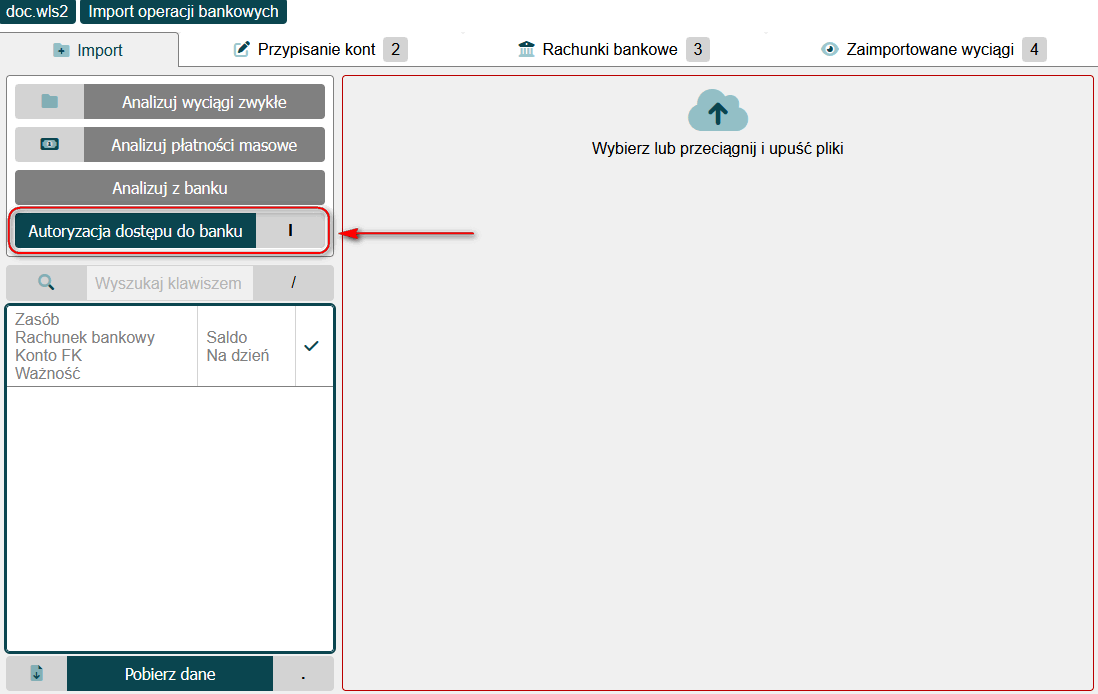 doc.wls2 Import operacji bankowych
Import Przypisanie kont 2 Rachunki bankowe 3 Zaimportowane wyciągi 4
Analizuj wyciągi zwykłe
Analizuj płatności masowe
Analizuj z banku
Autoryzacja dostępu do banku I
Wyszukaj klawiszem /
Zasób
Rachunek bankowy
Konto FK
Ważność
Saldo
Na dzień
Pobierz dane .
Wybierz lub przeciągnij i upuść pliki